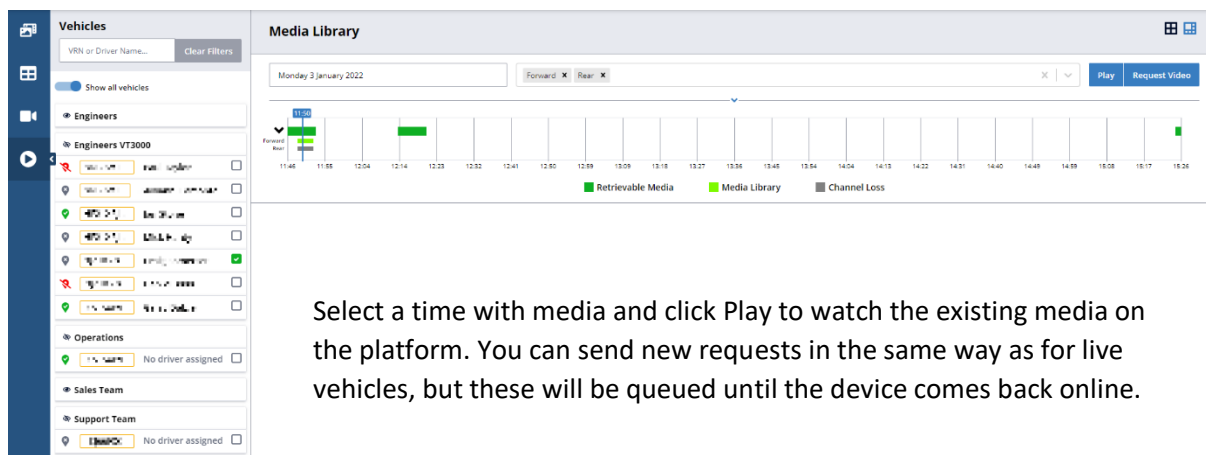 Vehicles
VRN or Driver Name...
Clear Filters
Show all vehicles
Engineers
Engineers VT3000
Operations
No driver assigned
Sales Team
Support Team
No driver assigned
Media Library
Monday 3 January 2022
Forward x Rear x
X
Play
Request Video
11:50
Forward
Rear
11:46 11:55 12:04 12:14 12:23 12:32 12:41 12:50 12:59 13:09 13:18 13:27 13:36 13:45 13:54 14:04 14:13 14:22 14:31 14:40 14:49 14:59 15:08 15:17 15:26
Retrievable Media Media Library Channel Loss
Select a time with media and click Play to watch the existing media on
the platform. You can send new requests in the same way as for live
vehicles, but these will be queued until the device comes back online.